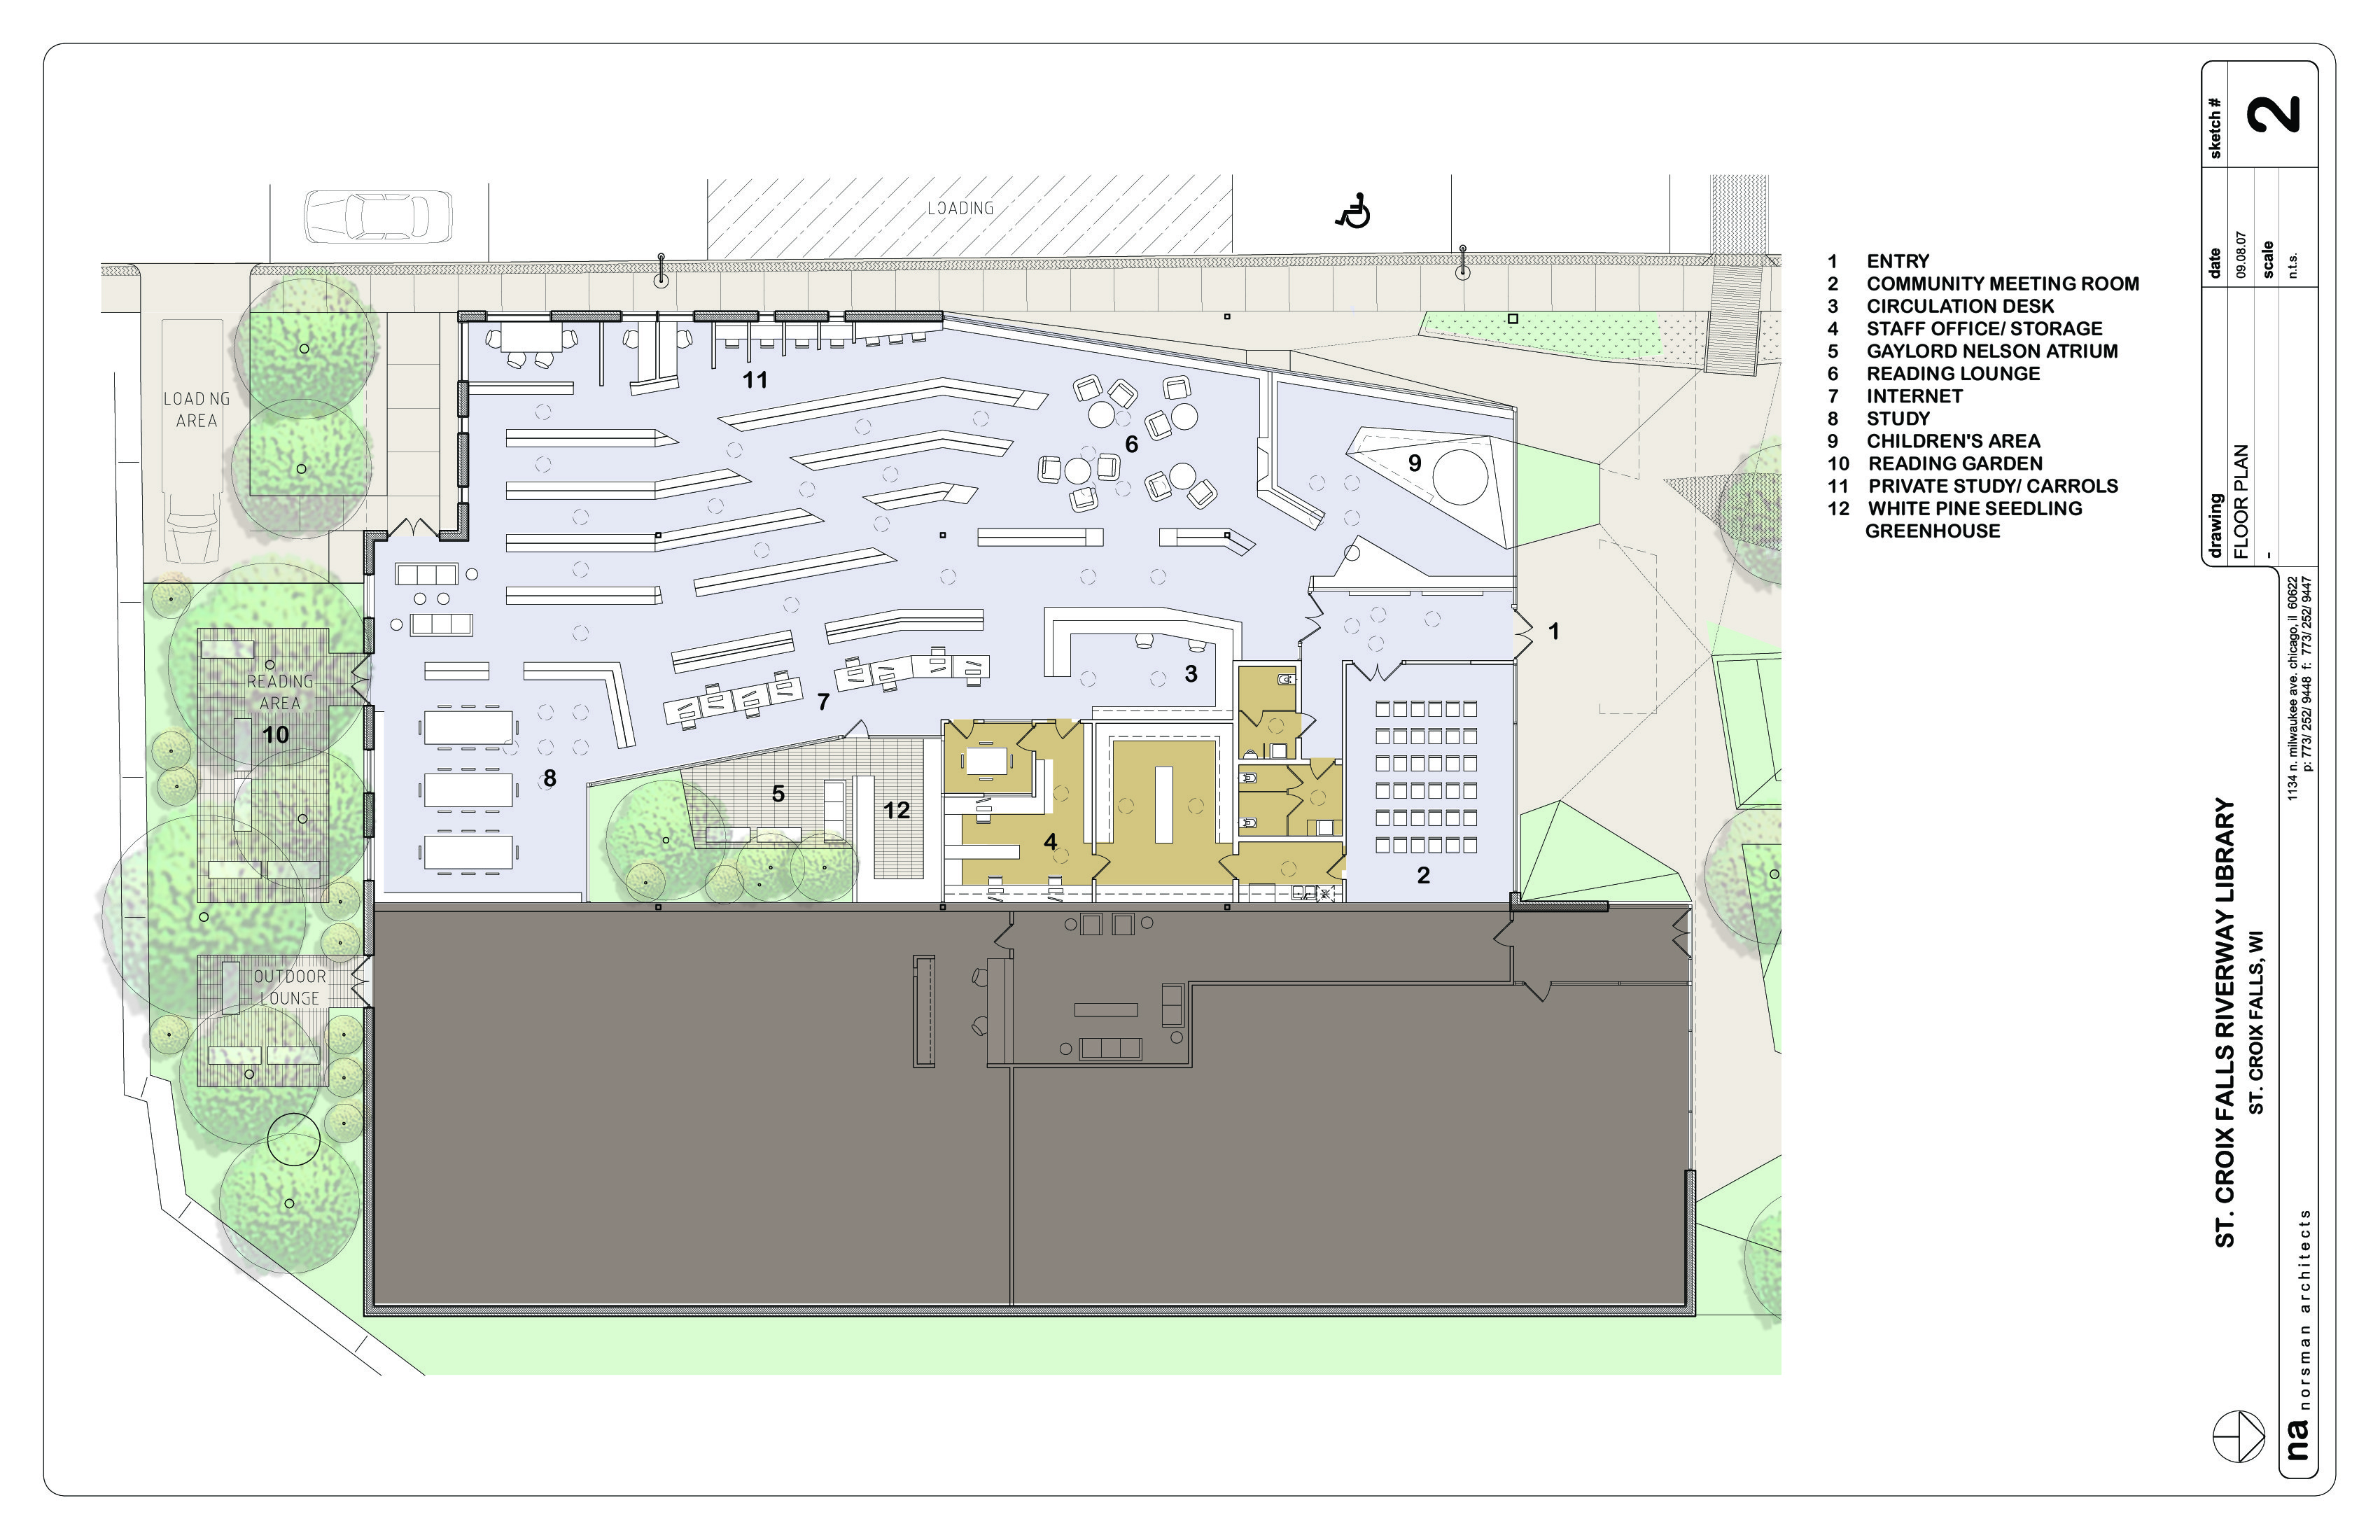 LOADING
LOADNG
AREA
11
6
9
1
3
7
READING
AREA
10
8
5
12
4
2
OUTDOOR
LOUNGE
1 ENTRY
2 COMMUNITY MEETING ROOM
3 CIRCULATION DESK
4 STAFF OFFICE/ STORAGE
5 GAYLORD NELSON ATRIUM
6 READING LOUNGE
7 INTERNET
8 STUDY
9 CHILDREN'S AREA
10 READING GARDEN
11 PRIVATE STUDY/ CARROLS
12 WHITE PINE SEEDLING
GREENHOUSE
sketch #
2
date
09.08.07
scale
n.t.s.
drawing
FLOOR PLAN
-
ST. CROIX FALLS RIVERWAY LIBRARY
ST. CROIX FALLS, WI
1134 n. milwaukee ave. chicago, il 60622
p: 773/ 252/ 9448 f: 773/ 252/ 9447
na norsman architects